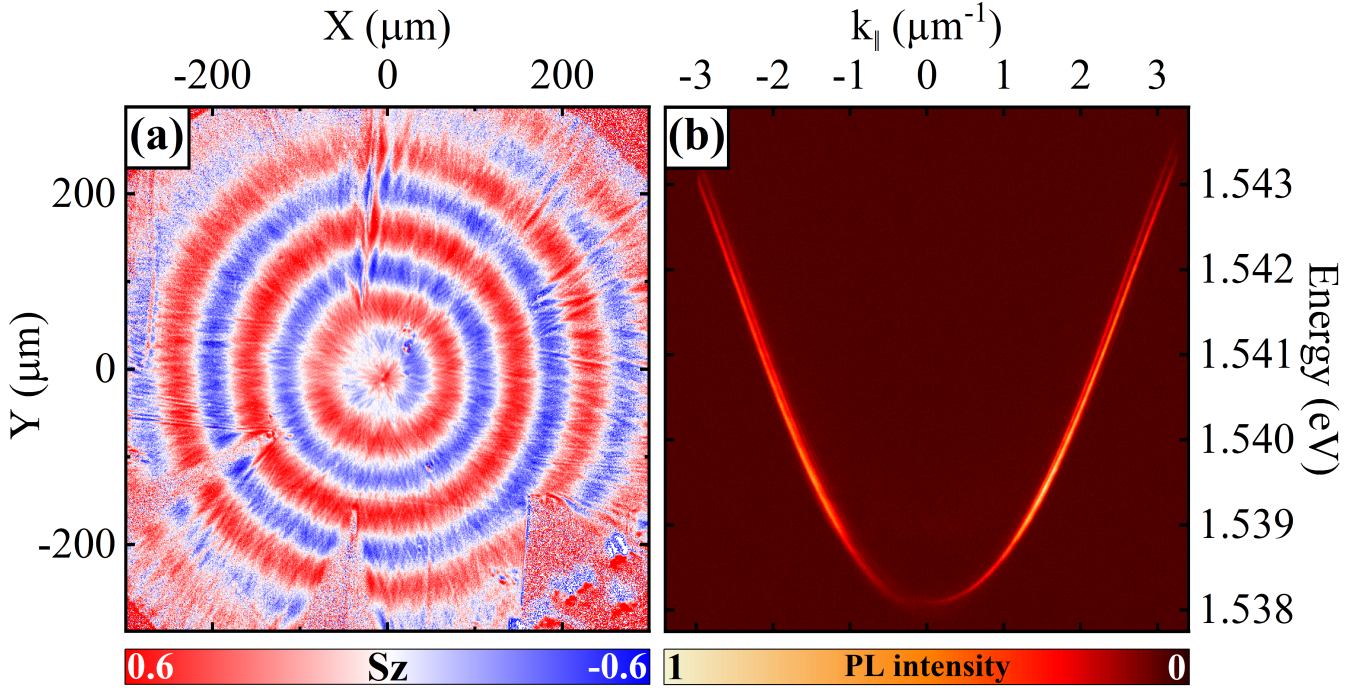 X (μm)
-200 0 200
(a)
Y (μm)
200
0
-200
0.6 Sz -0.6
k∥ (μm⁻¹)
-3 -2 -1 0 1 2 3
(b)
1.543
1.542
1.541
1.540
1.539
1.538
Energy (eV)
1 PL intensity 0